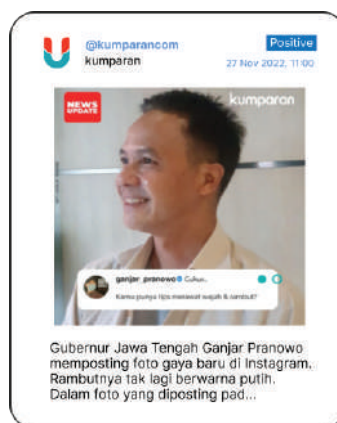 @kumparancom
Positive
kumparan
27 Nov 2022, 11:00
NEWS
UPDATE
kumparan
ganjar_pranowo
Kamu punya tips merawat wajah & rambut?
Gubernur Jawa Tengah Ganjar Pranowo
memposting foto gaya baru di Instagram.
Rambutnya tak lagi berwarna putih.
Dalam foto yang diposting pad...